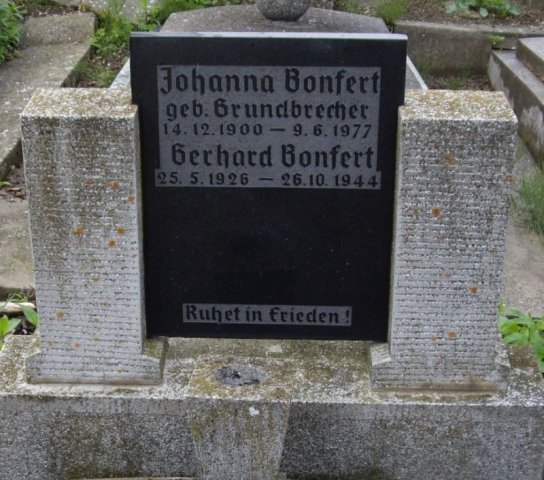 Johanna Bonfert
geb. Grundbrecher
14.12.1900 – 9.6.1977
Gerhard Bonfert
25.5.1926 – 26.10.1944
Ruhet in Frieden!